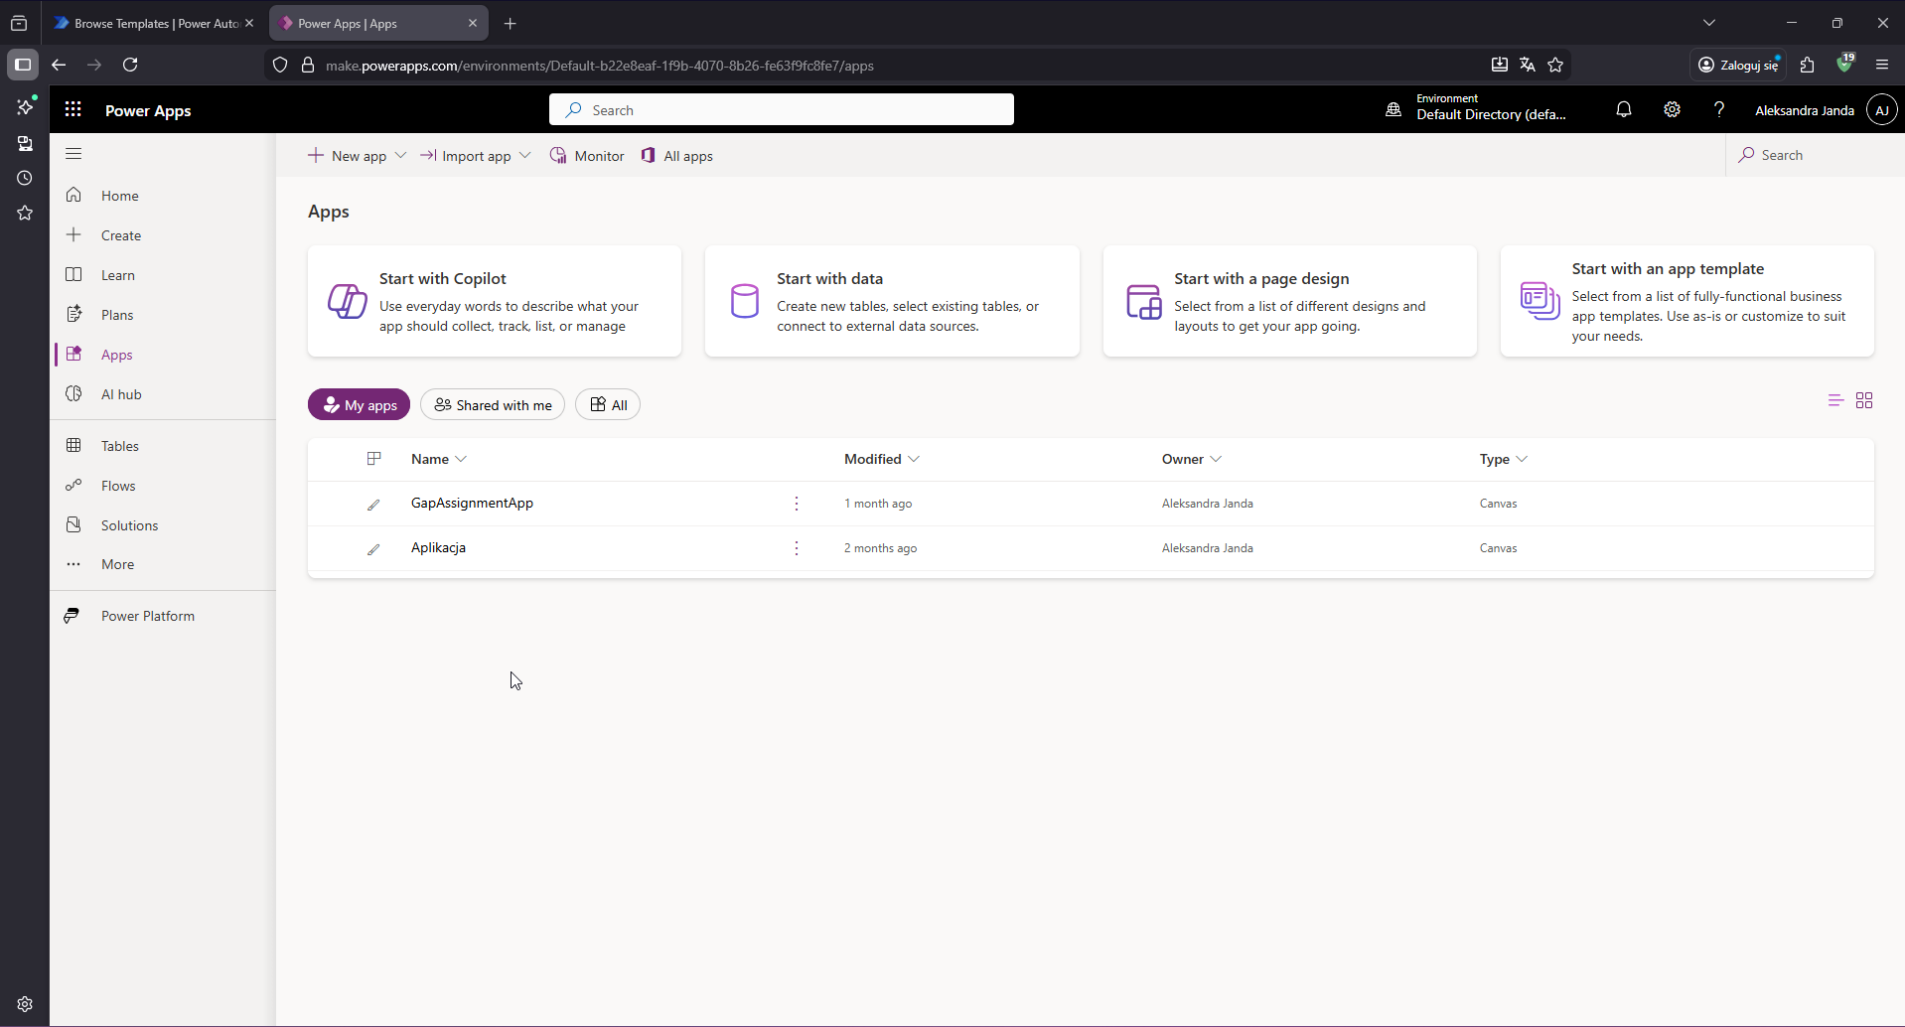 Browse Templates | Power Auto
Power Apps | Apps
make.powerapps.com/environments/Default-b22e8eaf-1f9b-4070-8b26-fe63f9fc8fe7/apps
Zaloguj się
19
Power Apps
Search
Environment
Default Directory (defa...
Aleksandra Janda
AJ
New app
Import app
Monitor
All apps
Search
Home
Create
Learn
Plans
Apps
AI hub
Tables
Flows
Solutions
More
Power Platform
Apps
Start with Copilot
Use everyday words to describe what your
app should collect, track, list, or manage
Start with data
Create new tables, select existing tables, or
connect to external data sources.
Start with a page design
Select from a list of different designs and
layouts to get your app going.
Start with an app template
Select from a list of fully-functional business
app templates. Use as-is or customize to suit
your needs.
My apps
Shared with me
All
Name
Modified
Owner
Type
GapAssignmentApp
1 month ago
Aleksandra Janda
Canvas
Aplikacja
2 months ago
Aleksandra Janda
Canvas